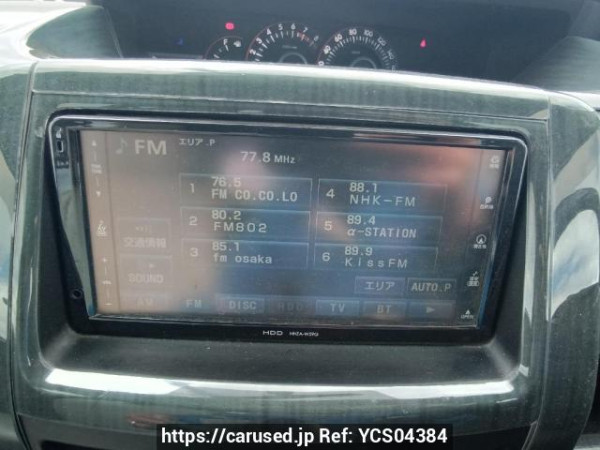 FM エリア.P
77.8 MHz
1 76.5 FM CO.CO.LO
4 88.1 NHK-FM
2 80.2 FM802
5 89.4 α-STATION
3 85.1 fm osaka
6 89.9 KissFM
交通情報
SOUND
エリア AUTO.P
AM FM DISC HDD TV BT
OPEN
HDD
https://carused.jp Ref: YCS04384